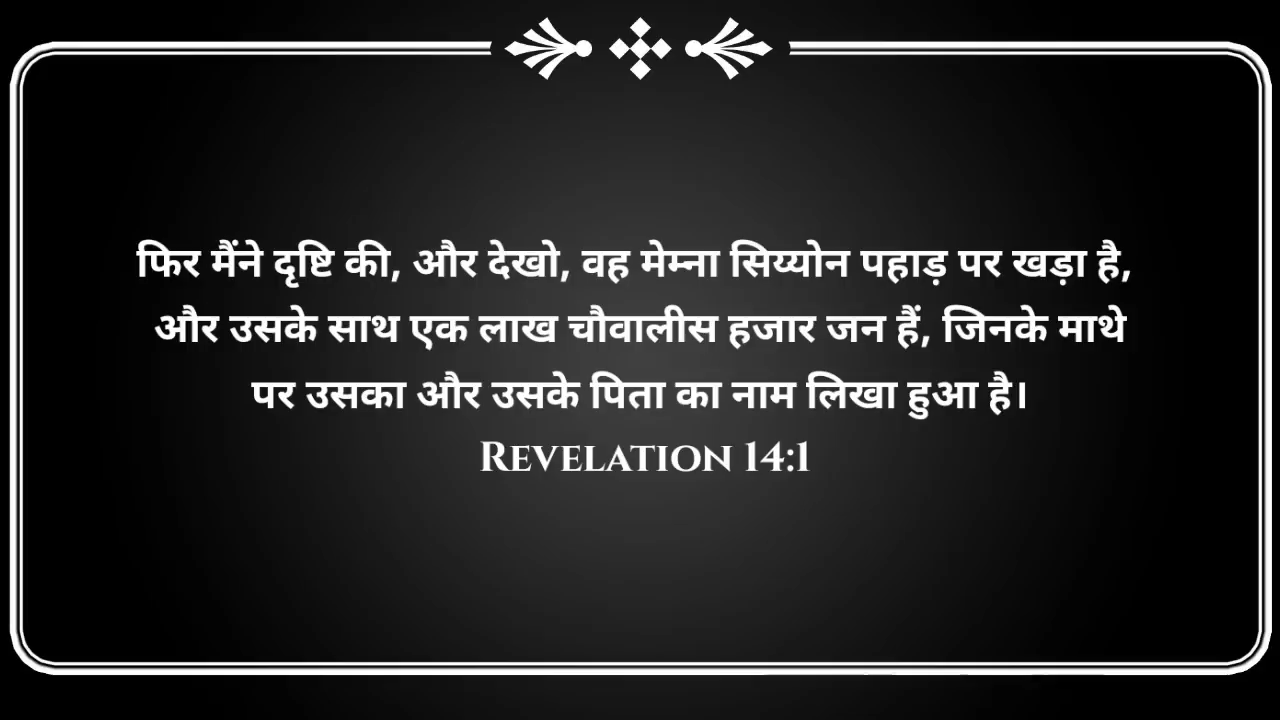 फिर मैंने दृष्टि की, और देखो, वह मेम्ना सिय्योन पहाड़ पर खड़ा है,
और उसके साथ एक लाख चौवालीस हजार जन हैं, जिनके माथे
पर उसका और उसके पिता का नाम लिखा हुआ है।
Revelation 14:1